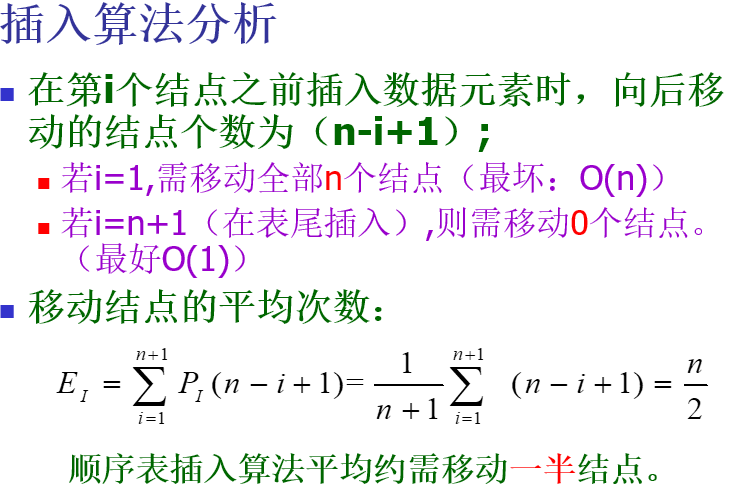 插入算法分析
在第i个结点之前插入数据元素时，向后移
动的结点个数为（n-i+1）;
若i=1,需移动全部n个结点（最坏：O(n)）
若i=n+1（在表尾插入）,则需移动0个结点。
（最好O(1)）
移动结点的平均次数：
E_I = \sum_{i=1}^{n+1} P_I (n - i + 1) = \frac{1}{n+1} \sum_{i=1}^{n+1} (n - i + 1) = \frac{n}{2}
顺序表插入算法平均约需移动一半结点。